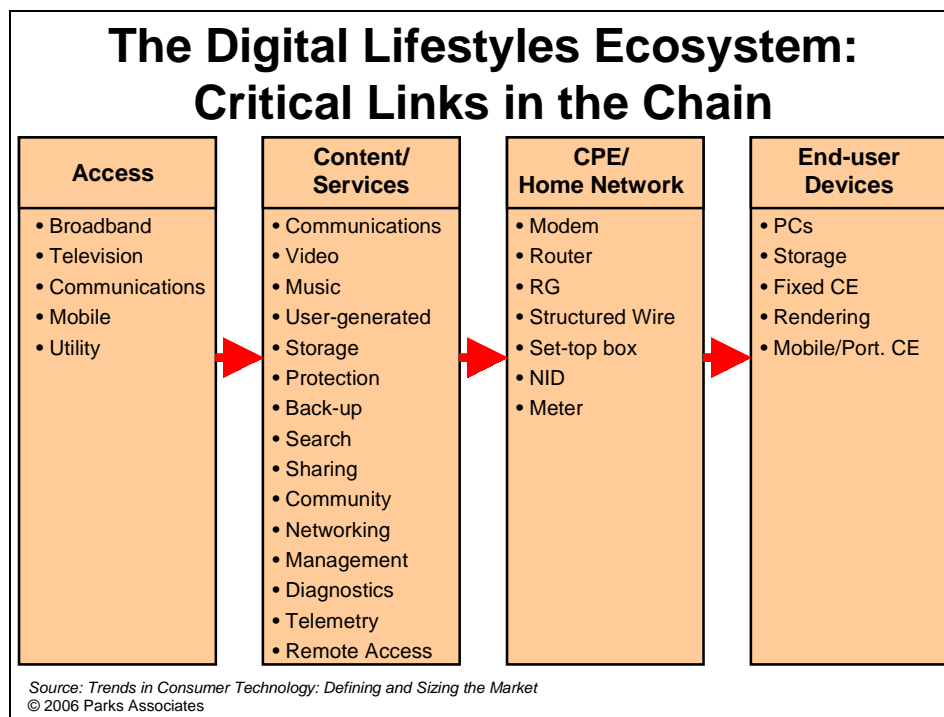 The Digital Lifestyles Ecosystem:
Critical Links in the Chain
Access
• Broadband
• Television
• Communications
• Mobile
• Utility
Content/
Services
• Communications
• Video
• Music
• User-generated
• Storage
• Protection
• Back-up
• Search
• Sharing
• Community
• Networking
• Management
• Diagnostics
• Telemetry
• Remote Access
CPE/
Home Network
• Modem
• Router
• RG
• Structured Wire
• Set-top box
• NID
• Meter
End-user
Devices
• PCs
• Storage
• Fixed CE
• Rendering
• Mobile/Port. CE
Source: Trends in Consumer Technology: Defining and Sizing the Market
© 2006 Parks Associates